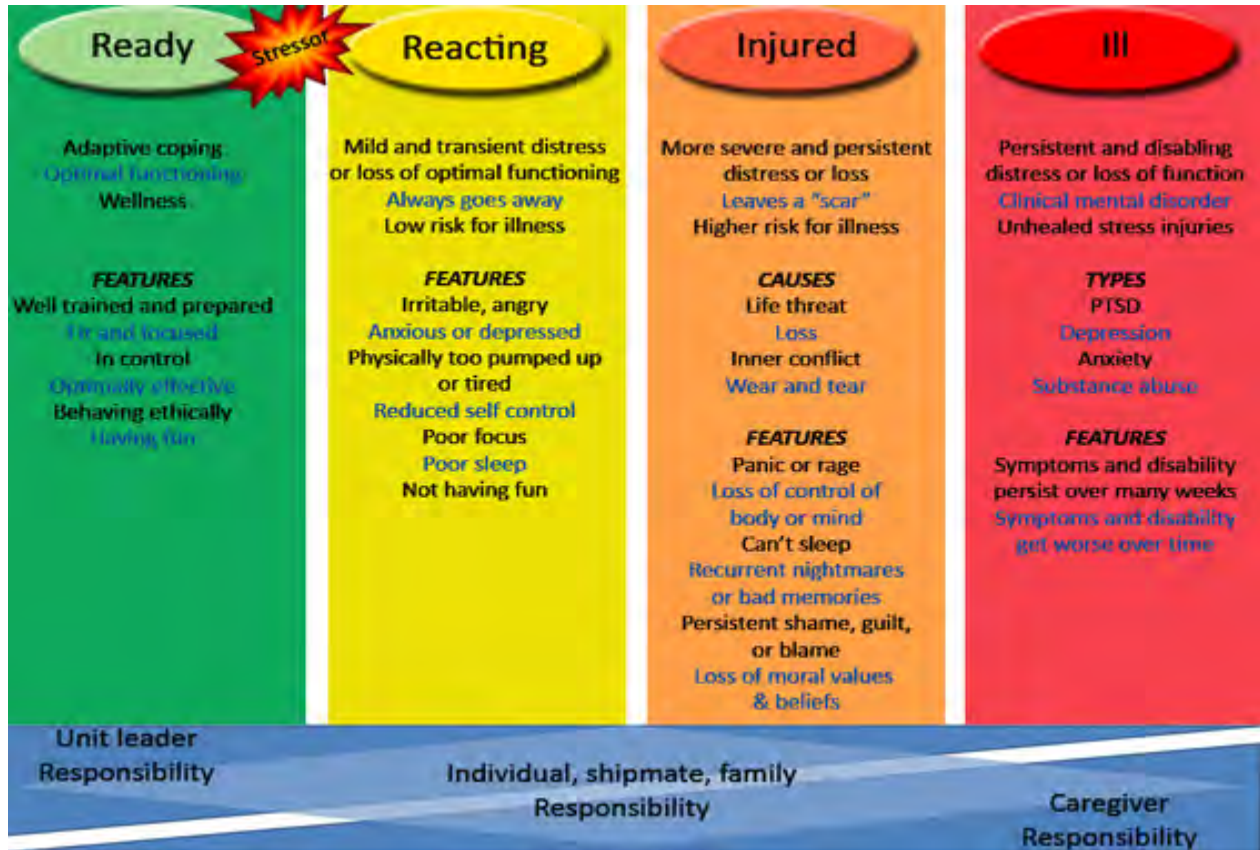 Ready
Stressor
Reacting
Injured
Ill
Adaptive coping
Optimal functioning
Wellness
FEATURES
Well trained and prepared
Fit and focused
In control
Optimally effective
Behaving ethically
Having fun
Mild and transient distress
or loss of optimal functioning
Always goes away
Low risk for illness
FEATURES
Irritable, angry
Anxious or depressed
Physically too pumped up
or tired
Reduced self control
Poor focus
Poor sleep
Not having fun
More severe and persistent
distress or loss
Leaves a "scar"
Higher risk for illness
CAUSES
Life threat
Loss
Inner conflict
Wear and tear
FEATURES
Panic or rage
Loss of control of
body or mind
Can't sleep
Recurrent nightmares
or bad memories
Persistent shame, guilt,
or blame
Loss of moral values
& beliefs
Persistent and disabling
distress or loss of function
Clinical mental disorder
Unhealed stress injuries
TYPES
PTSD
Depression
Anxiety
Substance abuse
FEATURES
Symptoms and disability
persist over many weeks
Symptoms and disability
get worse over time
Unit leader
Responsibility
Individual, shipmate, family
Responsibility
Caregiver
Responsibility